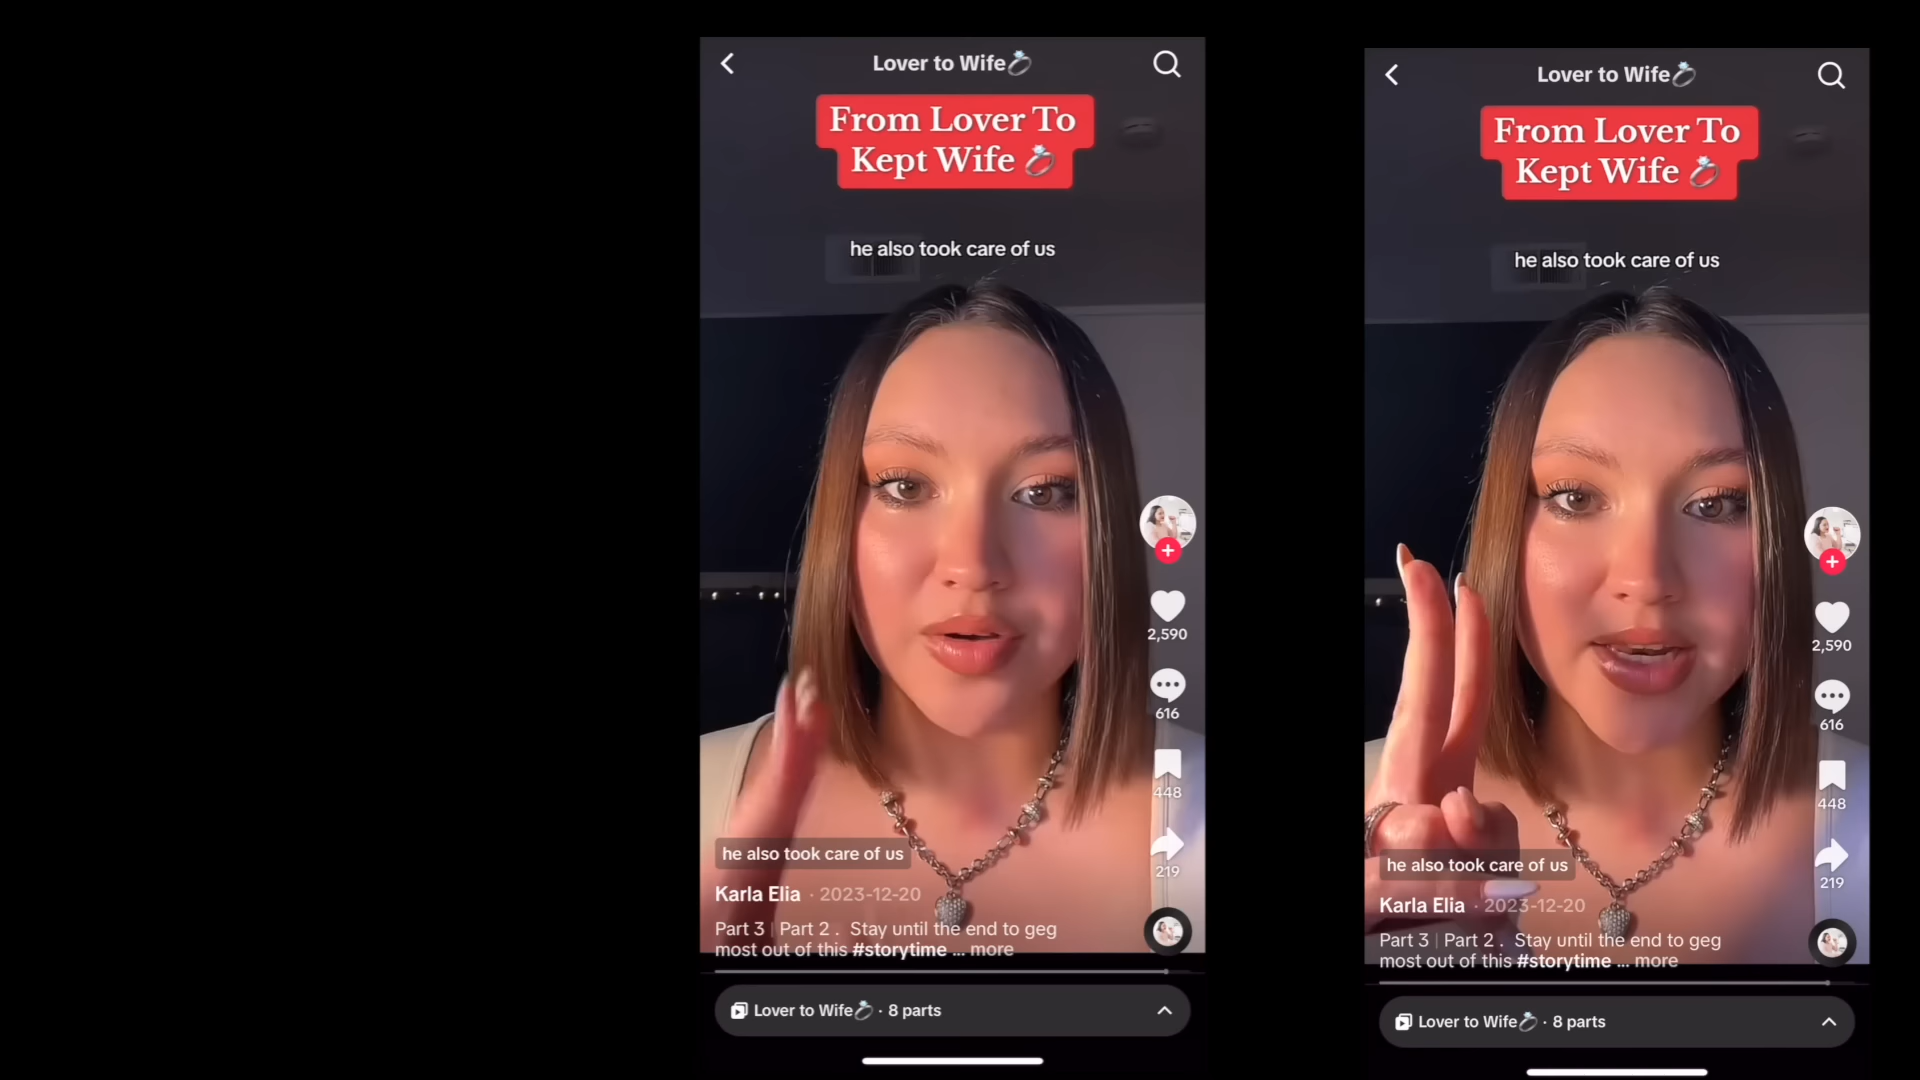 Lover to Wife💍
From Lover To
Kept Wife 💍
he also took care of us
2,590
616
448
219
he also took care of us
Karla Elia · 2023-12-20
Part 3 | Part 2 . Stay until the end to geg
most out of this #storytime ... more
Lover to Wife💍 · 8 parts
Lover to Wife💍
From Lover To
Kept Wife 💍
he also took care of us
2,590
616
448
219
he also took care of us
Karla Elia · 2023-12-20
Part 3 | Part 2 . Stay until the end to geg
most out of this #storytime ... more
Lover to Wife💍 · 8 parts